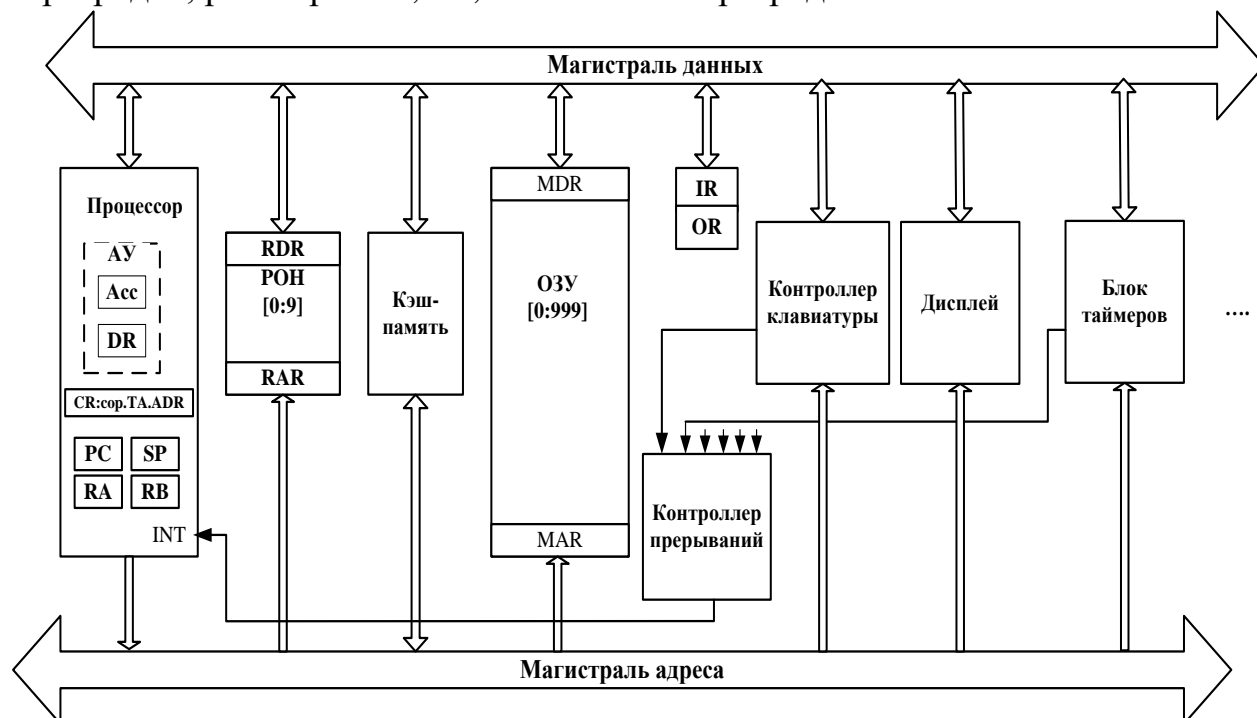 Магистраль данных
Процессор
АУ
Acc
DR
CR:cop.TA.ADR
PC
SP
RA
RB
INT
RDR
РОН
[0:9]
RAR
Кэш-
память
MDR
ОЗУ
[0:999]
MAR
IR
OR
Контроллер
клавиатуры
Дисплей
Блок
таймеров
....
Контроллер
прерываний
Магистраль адреса